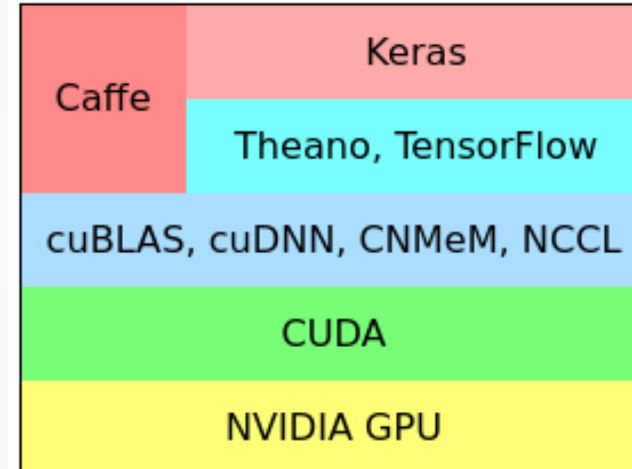 Keras
Caffe
Theano, TensorFlow
cuBLAS, cuDNN, CNMeM, NCCL
CUDA
NVIDIA GPU